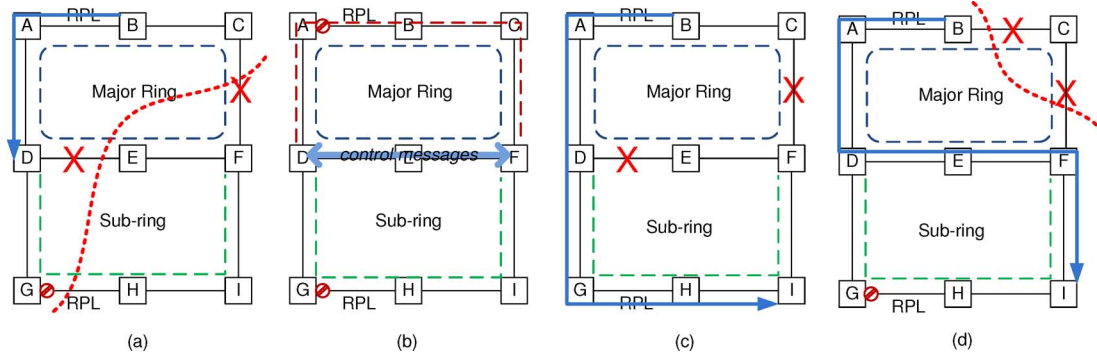 RPL
A B C
Major Ring
X
D X E F
Sub-ring
G H I
RPL
(a)
RPL
A B C
Major Ring
D control messages F
E
Sub-ring
G H I
RPL
(b)
RPL
A B C
Major Ring
X
D X E F
Sub-ring
G RPL H I
(c)
RPL
A B X C
Major Ring
X
D E F
Sub-ring
G H I
RPL
(d)